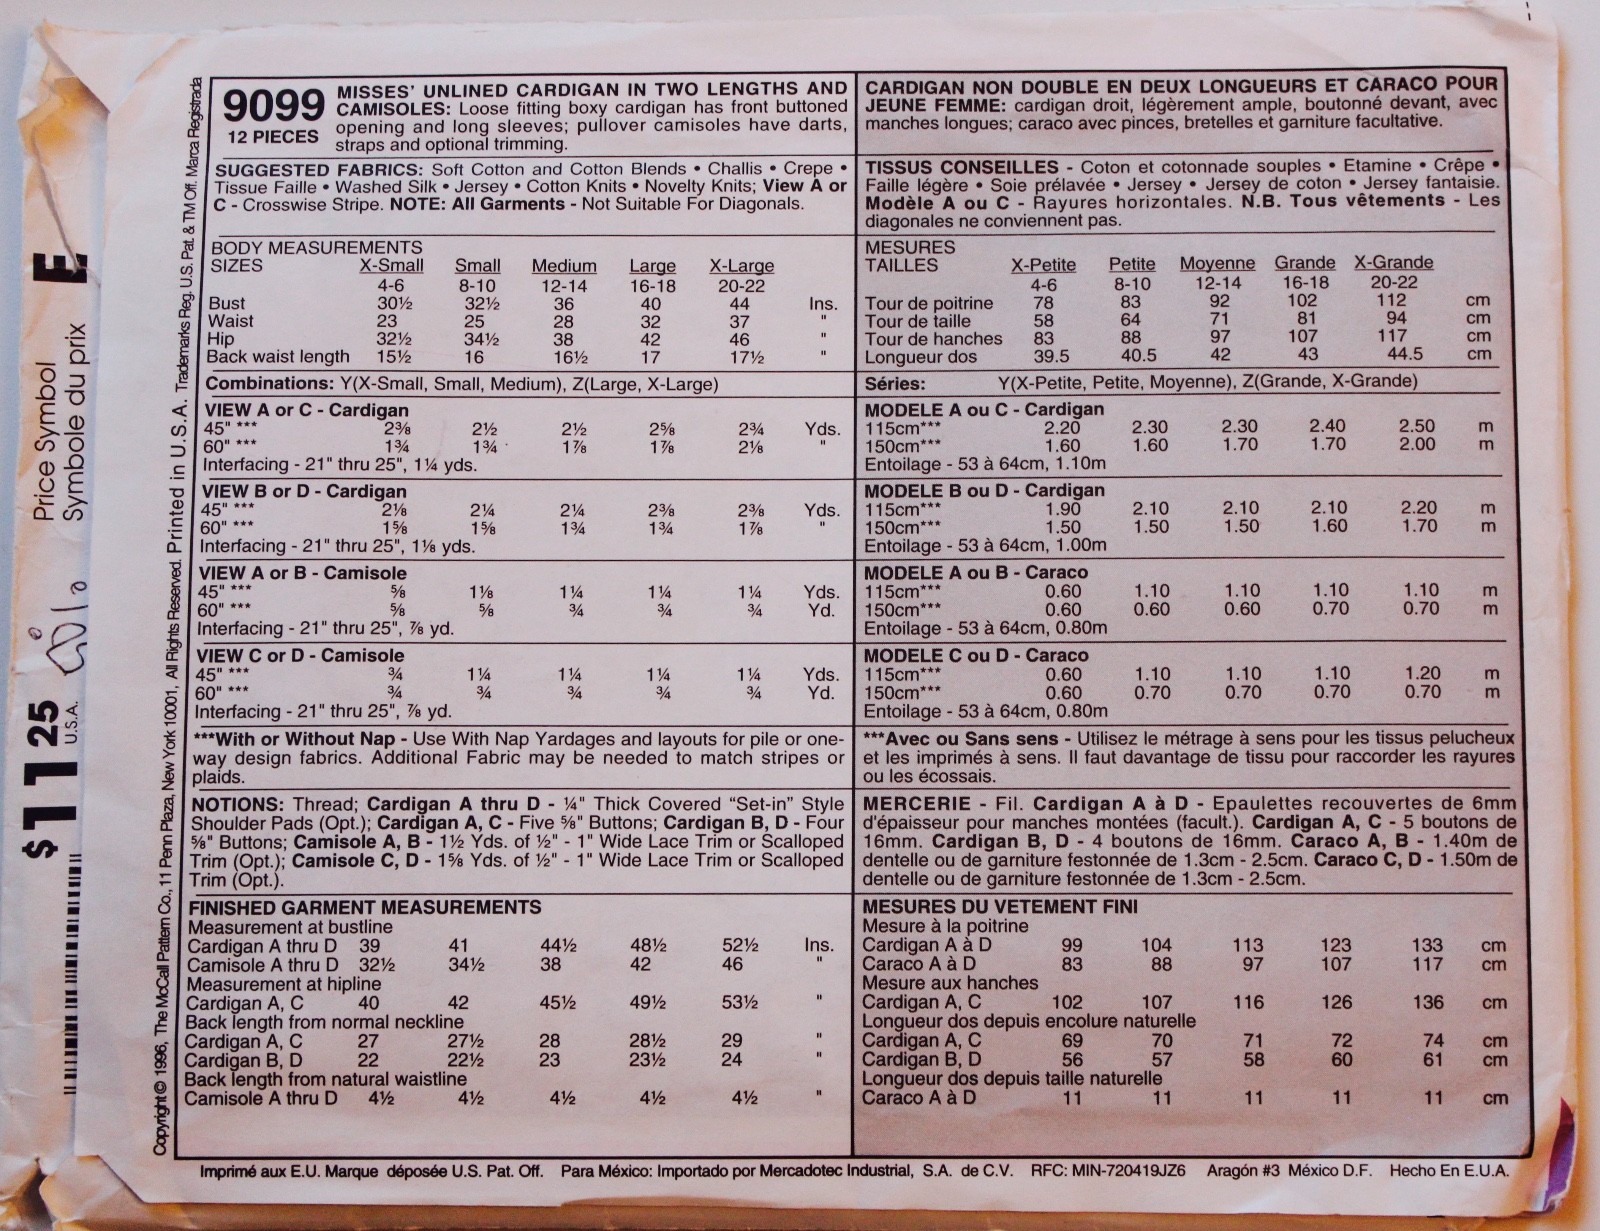 9099
12 PIECES
MISSES' UNLINED CARDIGAN IN TWO LENGTHS AND
CAMISOLES: Loose fitting boxy cardigan has front buttoned
opening and long sleeves; pullover camisoles have darts,
straps and optional trimming.
SUGGESTED FABRICS: Soft Cotton and Cotton Blends • Challis • Crepe •
Tissue Faille • Washed Silk • Jersey • Cotton Knits • Novelty Knits; View A or
C - Crosswise Stripe. NOTE: All Garments - Not Suitable For Diagonals.
BODY MEASUREMENTS
SIZES X-Small Small Medium Large X-Large
4-6 8-10 12-14 16-18 20-22
Bust 30½ 32½ 36 40 44 Ins.
Waist 23 25 28 32 37 "
Hip 32½ 34½ 38 42 46 "
Back waist length 15½ 16 16½ 17 17½ "
Combinations: Y(X-Small, Small, Medium), Z(Large, X-Large)
VIEW A or C - Cardigan
45" *** 2⅜ 2½ 2½ 2⅝ 2¾ Yds.
60" *** 1¾ 1¾ 1⅞ 1⅞ 2⅛ "
Interfacing - 21" thru 25", 1¼ yds.
VIEW B or D - Cardigan
45" *** 2⅛ 2¼ 2¼ 2⅜ 2⅜ Yds.
60" *** 1⅝ 1⅝ 1¾ 1¾ 1⅞ "
Interfacing - 21" thru 25", 1⅛ yds.
VIEW A or B - Camisole
45" *** ⅝ 1⅛ 1¼ 1¼ 1¼ Yds.
60" *** ⅝ ⅝ ¾ ¾ ¾ Yd.
Interfacing - 21" thru 25", ⅞ yd.
VIEW C or D - Camisole
45" *** ¾ 1¼ 1¼ 1¼ 1¼ Yds.
60" *** ¾ ¾ ¾ ¾ ¾ Yd.
Interfacing - 21" thru 25", ⅞ yd.
***With or Without Nap - Use With Nap Yardages and layouts for pile or one-
way design fabrics. Additional Fabric may be needed to match stripes or
plaids.
NOTIONS: Thread; Cardigan A thru D - ¼" Thick Covered “Set-in” Style
Shoulder Pads (Opt.); Cardigan A, C - Five ⅝" Buttons; Cardigan B, D - Four
⅝" Buttons; Camisole A, B - 1½ Yds. of ½" - 1" Wide Lace Trim or Scalloped
Trim (Opt.); Camisole C, D - 1⅝ Yds. of ½" - 1" Wide Lace Trim or Scalloped
Trim (Opt.).
FINISHED GARMENT MEASUREMENTS
Measurement at bustline
Cardigan A thru D 39 41 44½ 48½ 52½ Ins.
Camisole A thru D 32½ 34½ 38 42 46 "
Measurement at hipline
Cardigan A, C 40 42 45½ 49½ 53½ "
Back length from normal neckline
Cardigan A, C 27 27½ 28 28½ 29 "
Cardigan B, D 22 22½ 23 23½ 24 "
Back length from natural waistline
Camisole A thru D 4½ 4½ 4½ 4½ 4½ "
CARDIGAN NON DOUBLE EN DEUX LONGUEURS ET CARACO POUR
JEUNE FEMME: cardigan droit, légèrement ample, boutonné devant, avec
manches longues; caraco avec pinces, bretelles et garniture facultative.
TISSUS CONSEILLES - Coton et cotonnade souples • Etamine • Crêpe •
Faille légère • Soie prélavée • Jersey • Jersey de coton • Jersey fantaisie.
Modèle A ou C - Rayures horizontales. N.B. Tous vêtements - Les
diagonales ne conviennent pas.
MESURES
TAILLES X-Petite Petite Moyenne Grande X-Grande
4-6 8-10 12-14 16-18 20-22
Tour de poitrine 78 83 92 102 112 cm
Tour de taille 58 64 71 81 94 cm
Tour de hanches 83 88 97 107 117 cm
Longueur dos 39.5 40.5 42 43 44.5 cm
Séries: Y(X-Petite, Petite, Moyenne), Z(Grande, X-Grande)
MODELE A ou C - Cardigan
115cm*** 2.20 2.30 2.30 2.40 2.50 m
150cm*** 1.60 1.60 1.70 1.70 2.00 m
Entoilage - 53 à 64cm, 1.10m
MODELE B ou D - Cardigan
115cm*** 1.90 2.10 2.10 2.10 2.20 m
150cm*** 1.50 1.50 1.50 1.60 1.70 m
Entoilage - 53 à 64cm, 1.00m
MODELE A ou B - Caraco
115cm*** 0.60 1.10 1.10 1.10 1.10 m
150cm*** 0.60 0.60 0.60 0.70 0.70 m
Entoilage - 53 à 64cm, 0.80m
MODELE C ou D - Caraco
115cm*** 0.60 1.10 1.10 1.10 1.20 m
150cm*** 0.60 0.70 0.70 0.70 0.70 m
Entoilage - 53 à 64cm, 0.80m
***Avec ou Sans sens - Utilisez le métrage à sens pour les tissus pelucheux
et les imprimés à sens. Il faut davantage de tissu pour raccorder les rayures
ou les écossais.
MERCERIE - Fil. Cardigan A à D - Epaulettes recouvertes de 6mm
d'épaisseur pour manches montées (facult.). Cardigan A, C - 5 boutons de
16mm. Cardigan B, D - 4 boutons de 16mm. Caraco A, B - 1.40m de
dentelle ou de garniture festonnée de 1.3cm - 2.5cm. Caraco C, D - 1.50m de
dentelle ou de garniture festonnée de 1.3cm - 2.5cm.
MESURES DU VETEMENT FINI
Mesure à la poitrine
Cardigan A à D 99 104 113 123 133 cm
Caraco A à D 83 88 97 107 117 cm
Mesure aux hanches
Cardigan A, C 102 107 116 126 136 cm
Longueur dos depuis encolure naturelle
Cardigan A, C 69 70 71 72 74 cm
Cardigan B, D 56 57 58 60 61 cm
Longueur dos depuis taille naturelle
Caraco A à D 11 11 11 11 11 cm
Imprimé aux E.U. Marque déposée U.S. Pat. Off. Para México: Importado por Mercadotec Industrial, S.A. de C.V. RFC: MIN-720419JZ6 Aragón #3 México D.F. Hecho En E.U.A.
Copyright © 1996, The McCall Pattern Co., 11 Penn Plaza, New York 10001, All Rights Reserved. Printed in U.S.A. Trademarks Reg. U.S. Pat. & TM Off. Marca Registrada
Price Symbol E
Symbole du prix
$11 25
U.S.A.